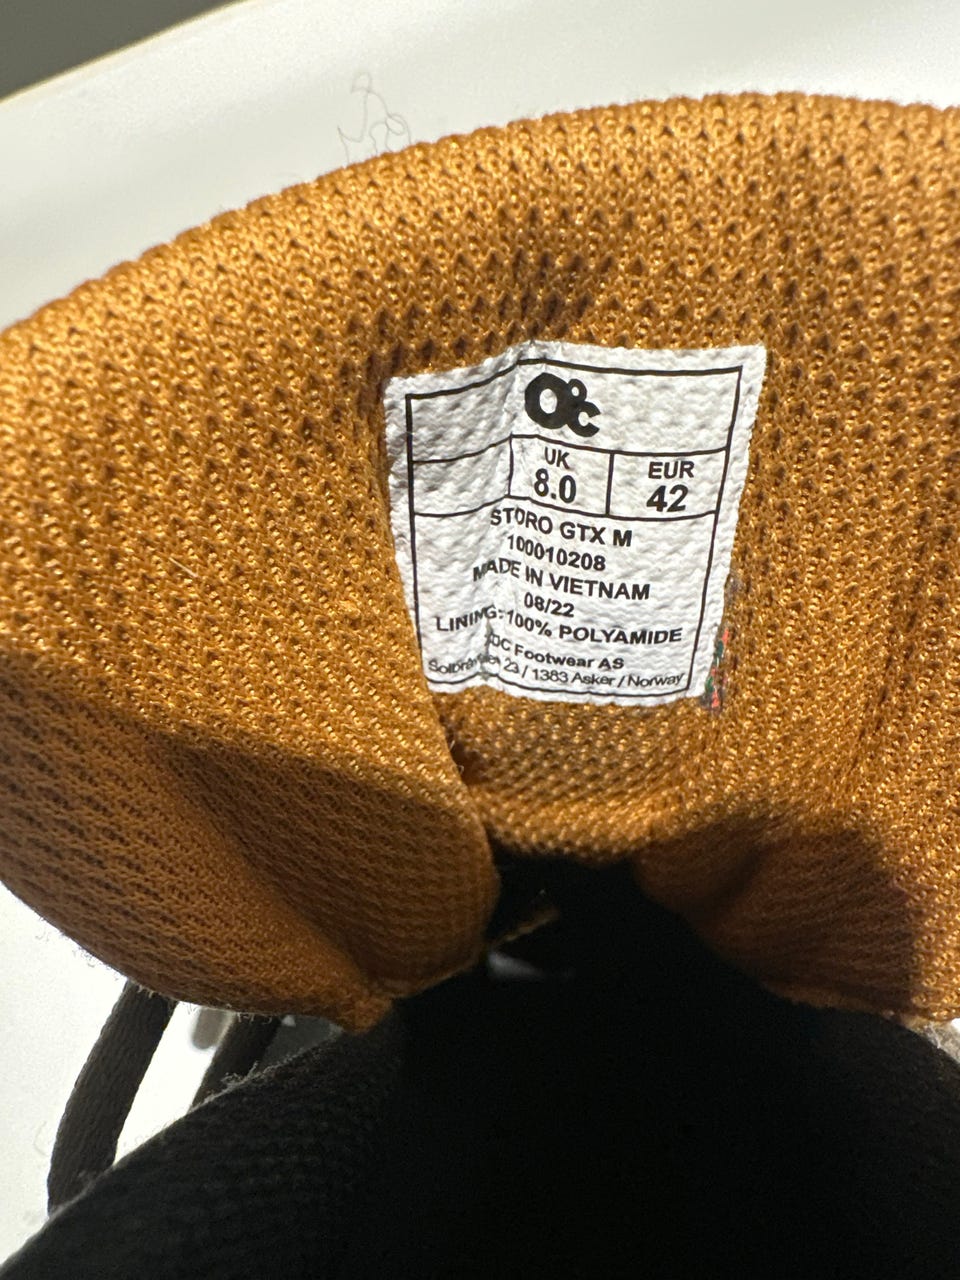 UK EUR
8.0 42
STORO GTX M
100010208
MADE IN VIETNAM
08/22
LINING: 100% POLYAMIDE
Footwear AS
23 / 1383 Asker / Norway